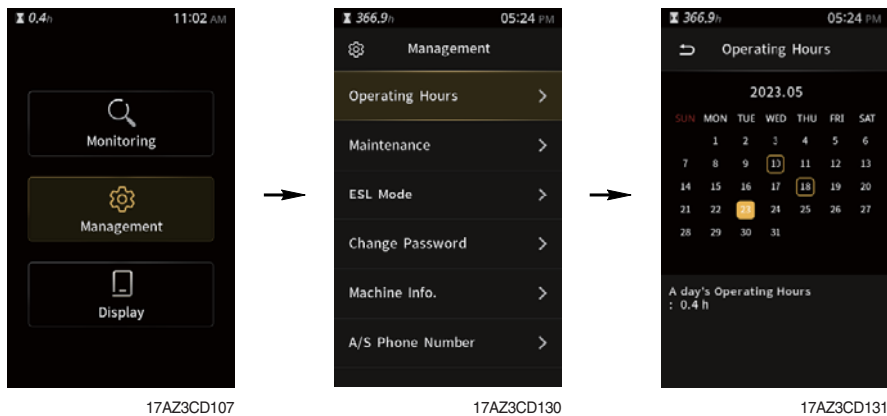 0.4h 11:02 AM
Monitoring
Management
Display
17AZ3CD107
366.9h 05:24 PM
Management
Operating Hours
Maintenance
ESL Mode
Change Password
Machine Info.
A/S Phone Number
17AZ3CD130
366.9h 05:24 PM
Operating Hours
2023.05
SUN MON TUE WED THU FRI SAT
1 2 3 4 5 6
7 8 9 10 11 12 13
14 15 16 17 18 19 20
21 22 23 24 25 26 27
28 29 30 31
A day's Operating Hours
: 0.4 h
17AZ3CD131